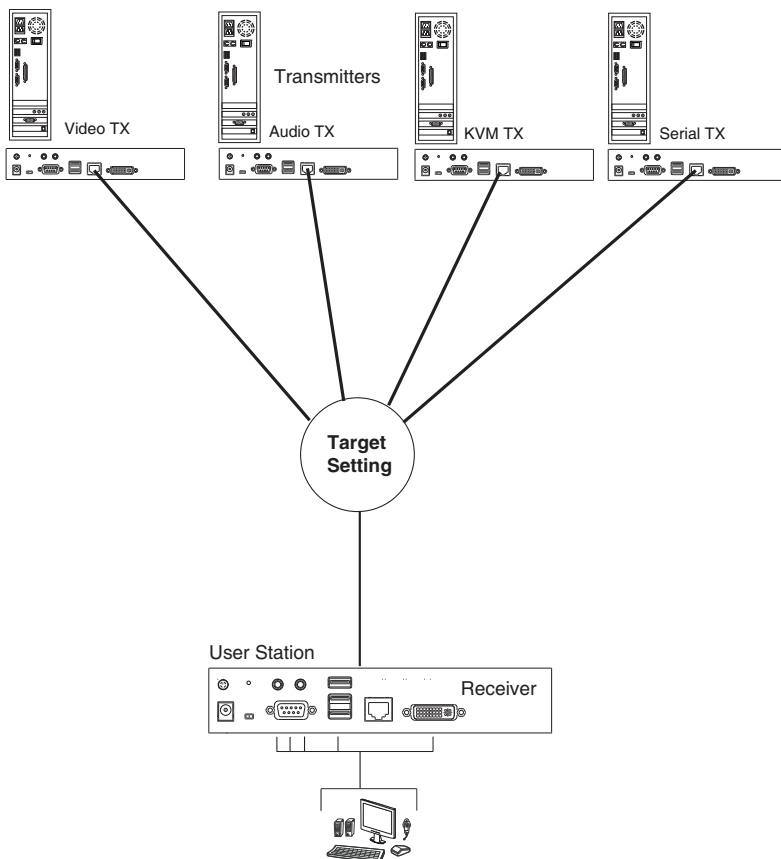 Transmitters
Video TX
Audio TX
KVM TX
Serial TX
Target
Setting
User Station
Receiver